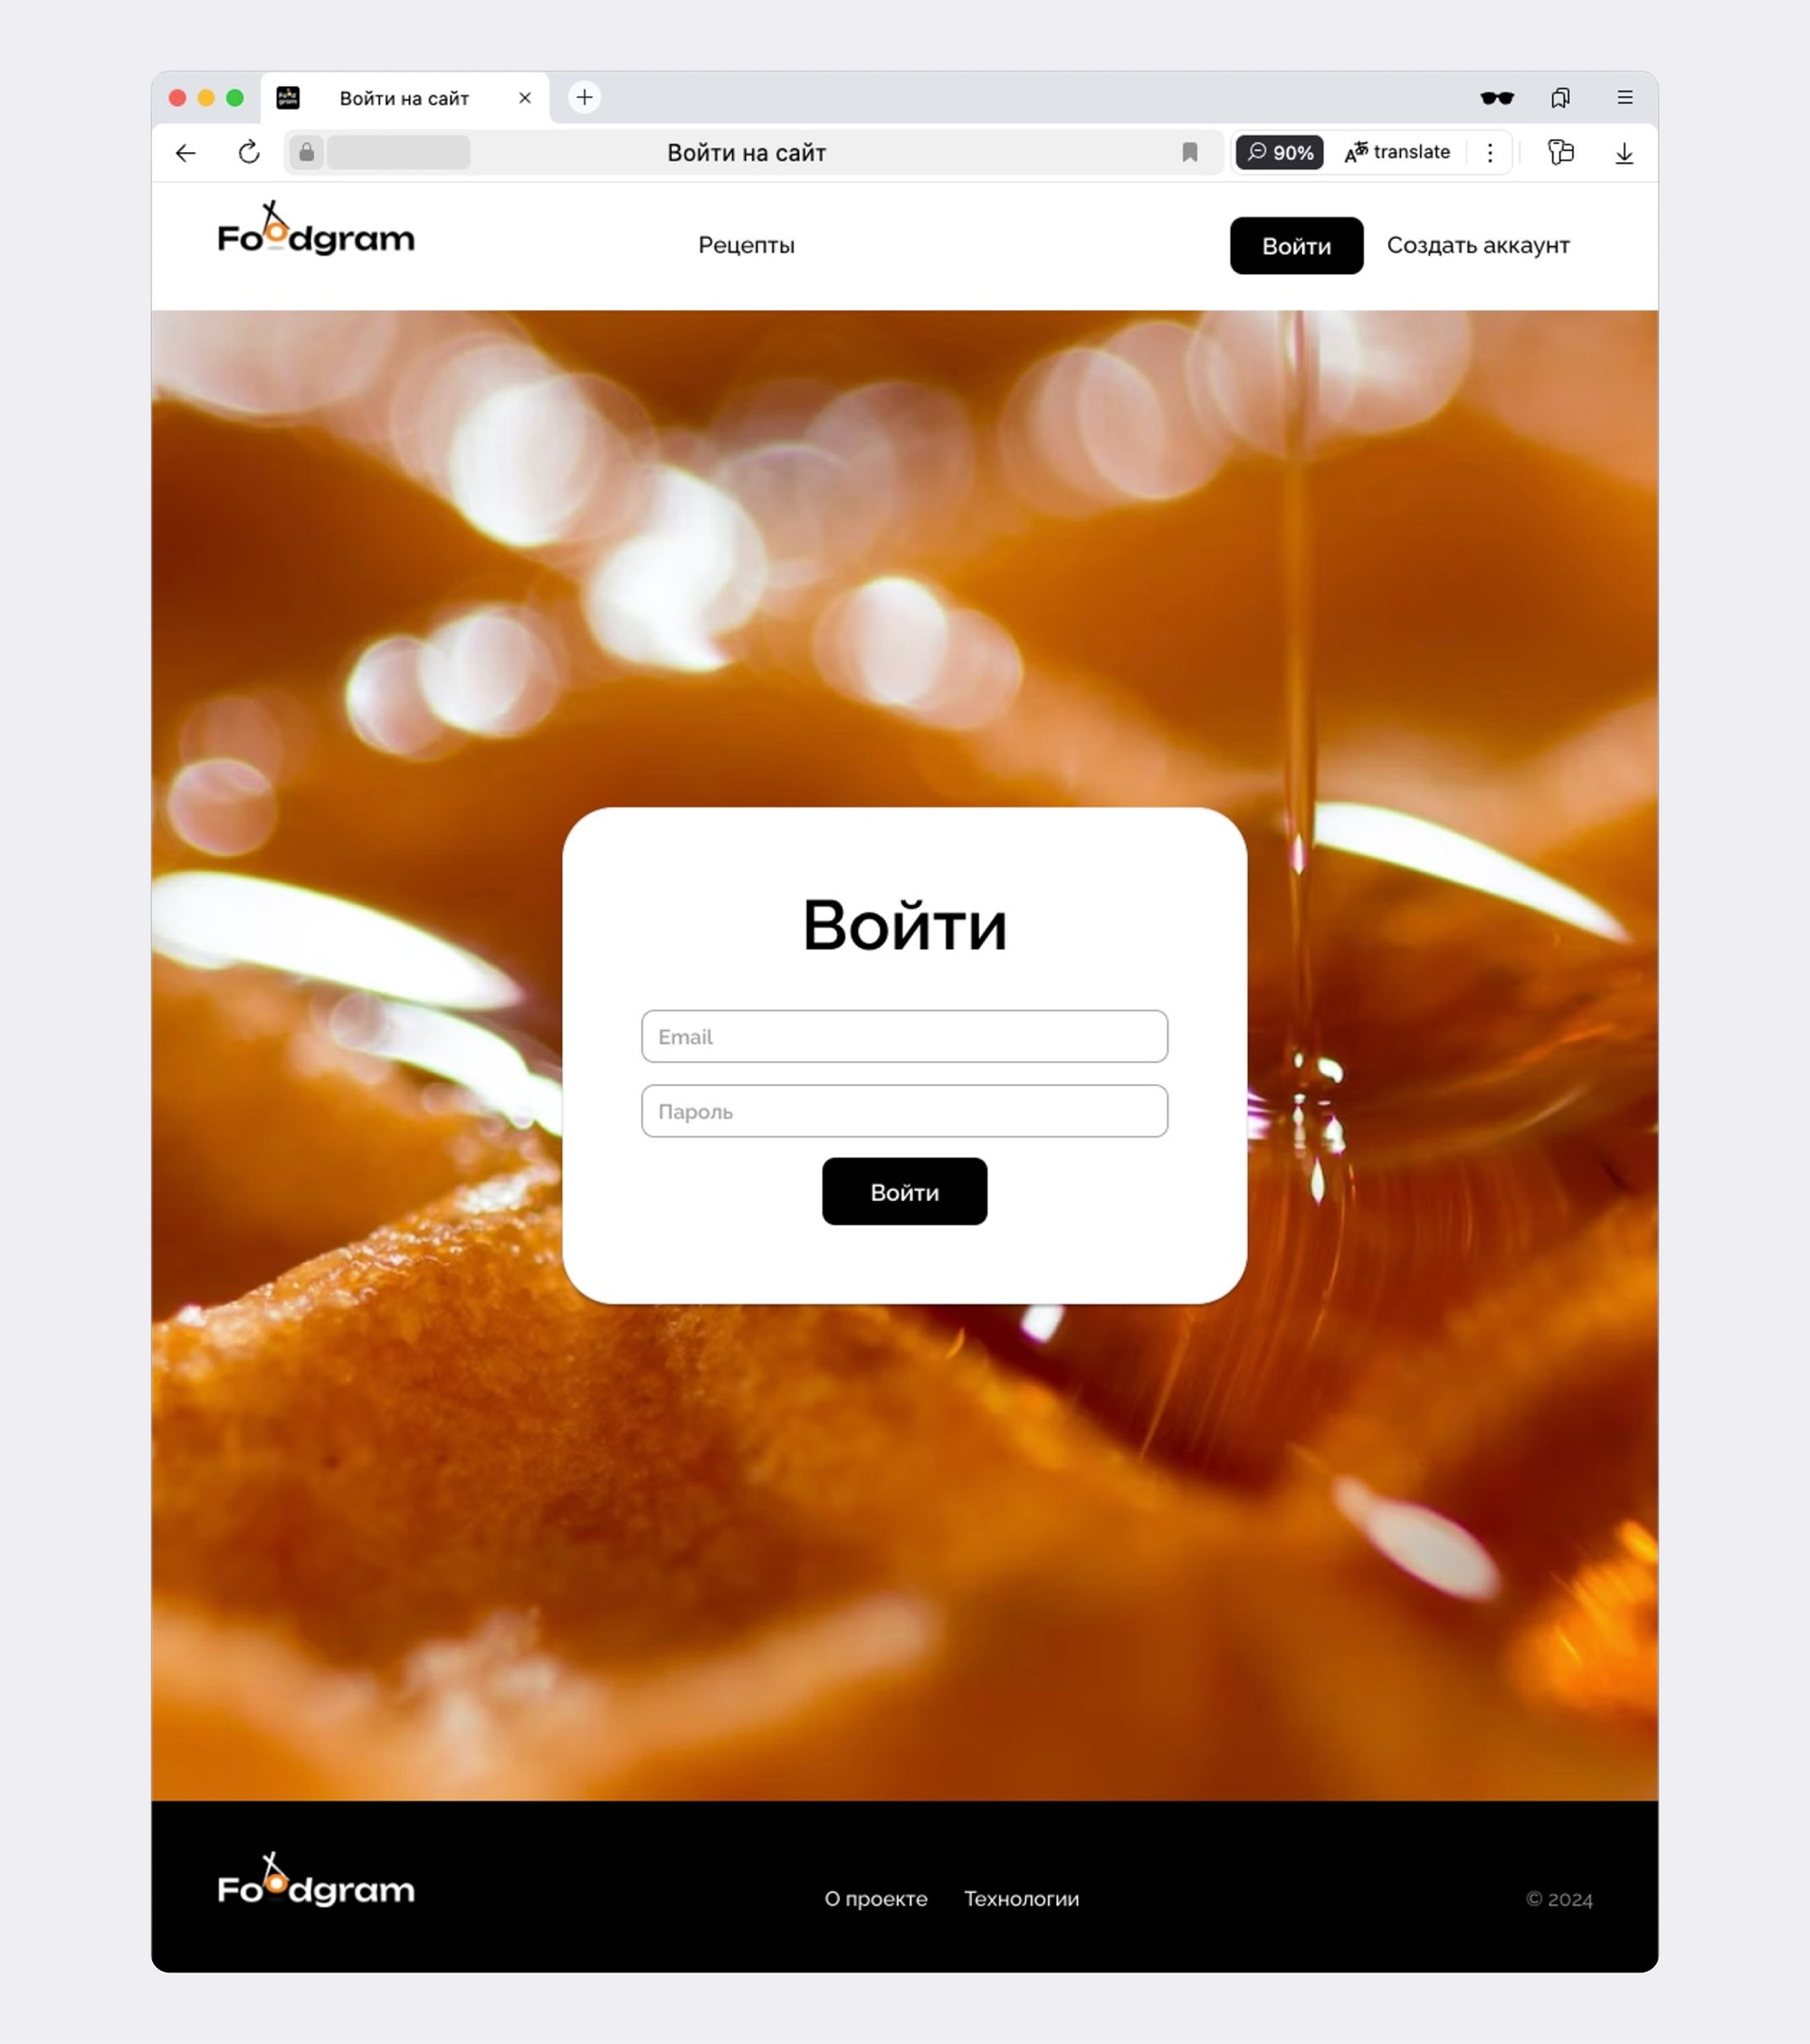 Войти на сайт
Войти на сайт
90%
translate
Foodgram
Рецепты
Войти
Создать аккаунт
Войти
Email
Пароль
Войти
Foodgram
О проекте
Технологии
© 2024